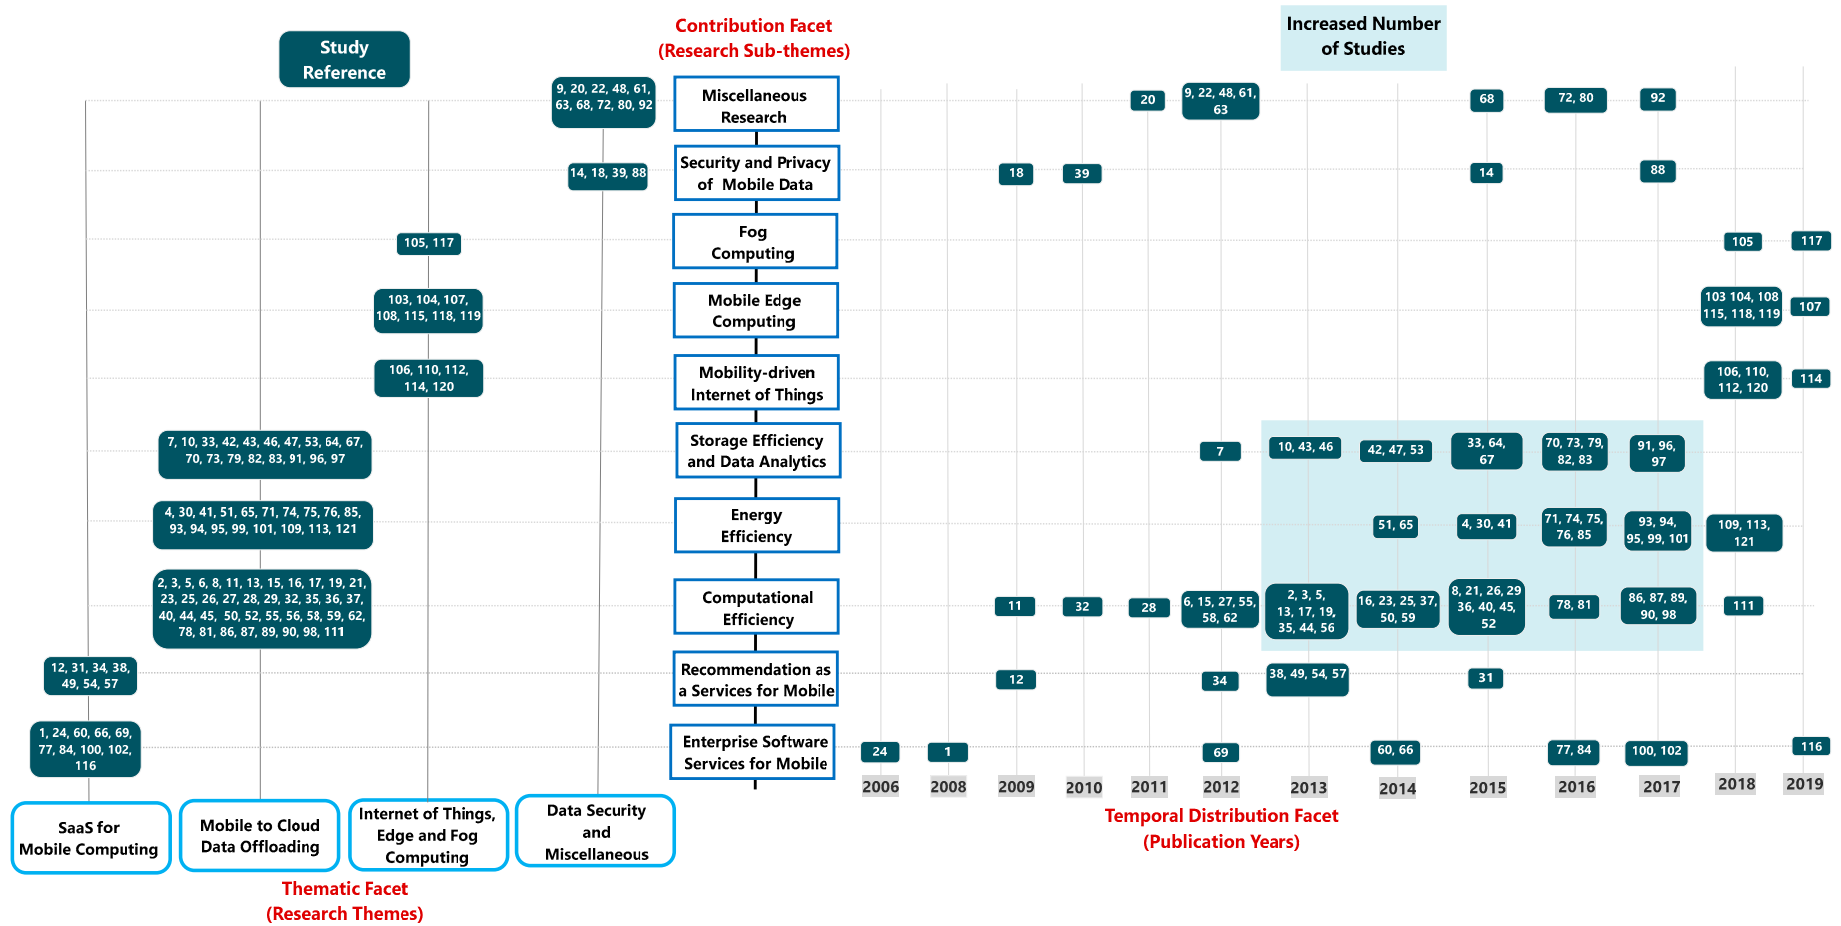 Study
Reference
Contribution Facet
(Research Sub-themes)
Increased Number
of Studies
9, 20, 22, 48, 61,
63, 68, 72, 80, 92
Miscellaneous
Research
20
9, 22, 48, 61,
63
68
72, 80
92
14, 18, 39, 88
Security and Privacy
of Mobile Data
18
39
14
88
105, 117
Fog
Computing
105
117
103, 104, 107,
108, 115, 118, 119
Mobile Edge
Computing
103 104, 108
115, 118, 119
107
106, 110, 112,
114, 120
Mobility-driven
Internet of Things
106, 110,
112, 120
114
7, 10, 33, 42, 43, 46, 47, 53, 64, 67,
70, 73, 79, 82, 83, 91, 96, 97
Storage Efficiency
and Data Analytics
7
10, 43, 46
42, 47, 53
33, 64,
67
70, 73, 79,
82, 83
91, 96,
97
4, 30, 41, 51, 65, 71, 74, 75, 76, 85,
93, 94, 95, 99, 101, 109, 113, 121
Energy
Efficiency
51, 65
4, 30, 41
71, 74, 75,
76, 85
93, 94,
95, 99, 101
109, 113,
121
2, 3, 5, 6, 8, 11, 13, 15, 16, 17, 19, 21,
23, 25, 26, 27, 28, 29, 32, 35, 36, 37,
40, 44, 45, 50, 52, 55, 56, 58, 59, 62,
78, 81, 86, 87, 89, 90, 98, 111
Computational
Efficiency
11
32
28
6, 15, 27, 55,
58, 62
2, 3, 5,
13, 17, 19,
35, 44, 56
16, 23, 25, 37,
50, 59
8, 21, 26, 29
36, 40, 45,
52
78, 81
86, 87, 89,
90, 98
111
12, 31, 34, 38,
49, 54, 57
Recommendation as
a Services for Mobile
12
34
38, 49, 54, 57
31
1, 24, 60, 66, 69,
77, 84, 100, 102,
116
Enterprise Software
Services for Mobile
24
1
69
60, 66
77, 84
100, 102
116
2006
2008
2009
2010
2011
2012
2013
2014
2015
2016
2017
2018
2019
SaaS for
Mobile Computing
Mobile to Cloud
Data Offloading
Internet of Things,
Edge and Fog
Computing
Data Security
and
Miscellaneous
Temporal Distribution Facet
(Publication Years)
Thematic Facet
(Research Themes)